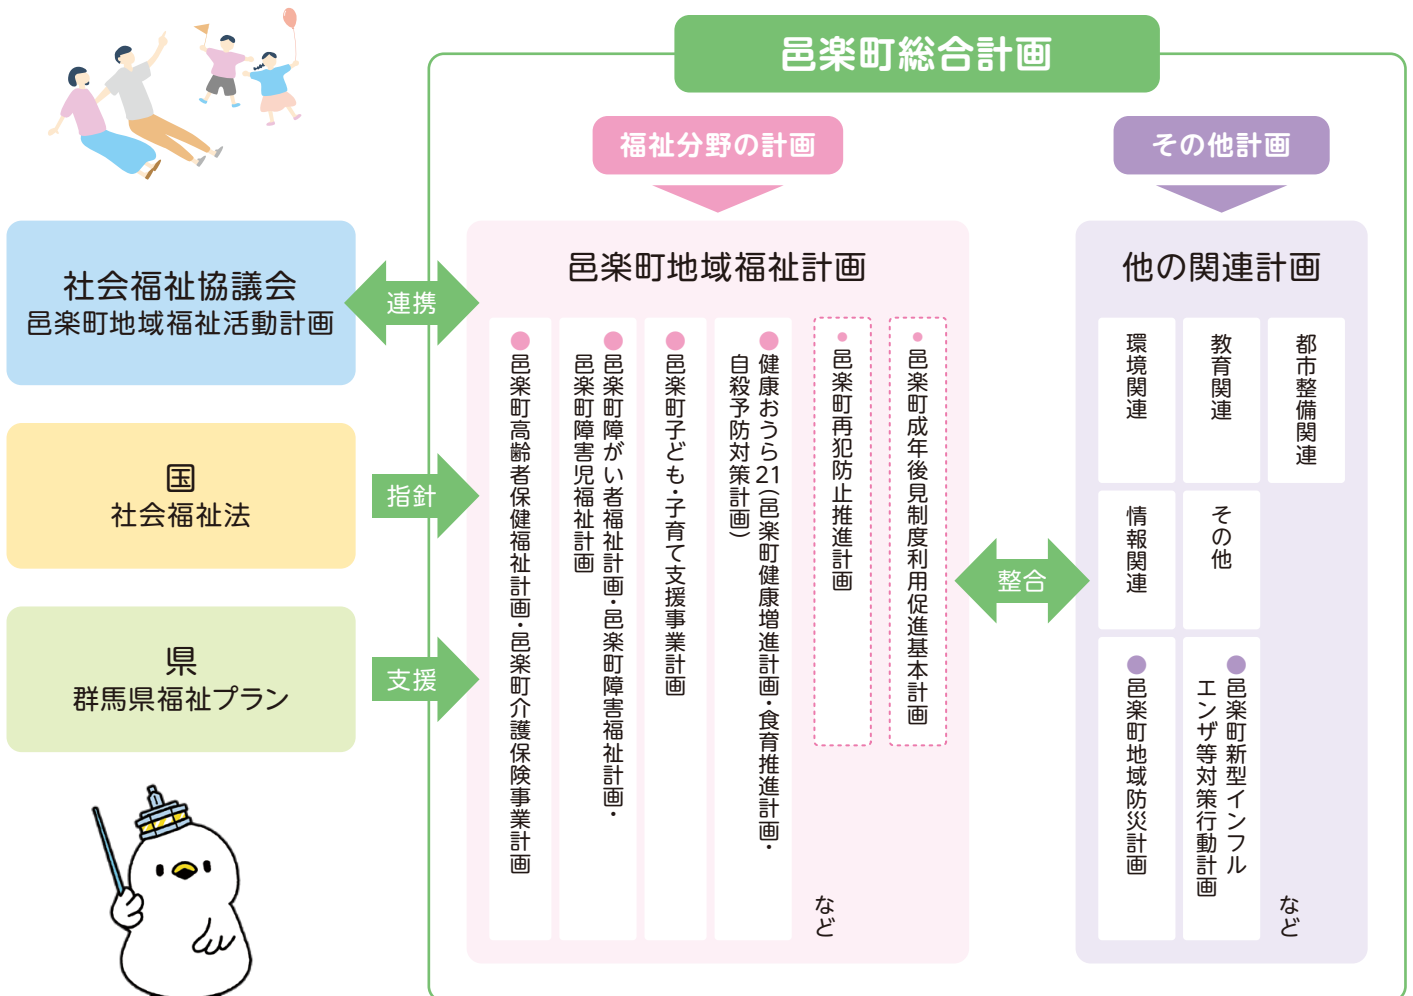 邑楽町総合計画
福祉分野の計画
その他計画
社会福祉協議会
邑楽町地域福祉活動計画
連携
国
社会福祉法
指針
県
群馬県福祉プラン
支援
邑楽町地域福祉計画
●邑楽町高齢者保健福祉計画・邑楽町介護保険事業計画
●邑楽町障がい者福祉計画・邑楽町障害福祉計画・
邑楽町障害児福祉計画
●邑楽町子ども・子育て支援事業計画
●健康おうら21(邑楽町健康増進計画・食育推進計画・
自殺予防対策計画)
●邑楽町再犯防止推進計画
●邑楽町成年後見制度利用促進基本計画
など
整合
他の関連計画
環境関連
教育関連
都市整備関連
情報関連
その他
●邑楽町地域防災計画
●邑楽町新型インフル
エンザ等対策行動計画
など